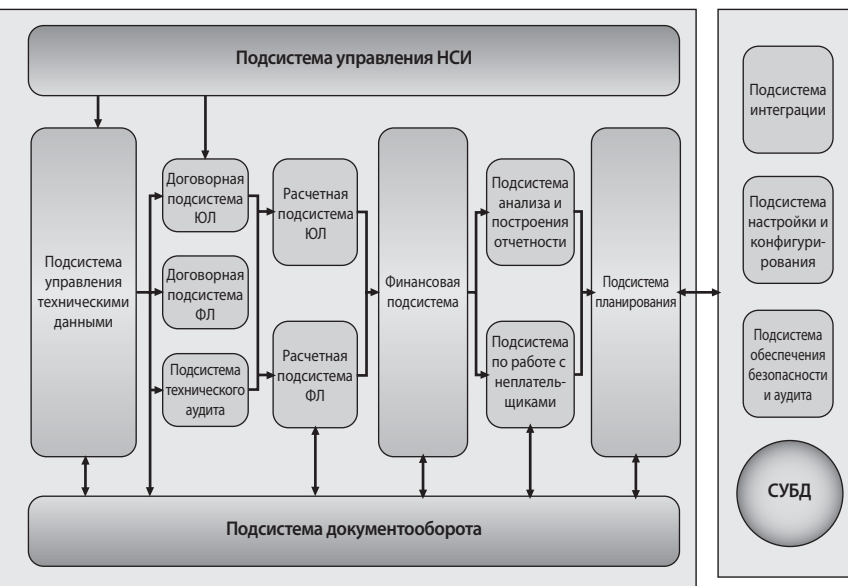 Подсистема управления НСИ
Подсистема
управления
техническими
данными
Договорная
подсистема
ЮЛ
Договорная
подсистема
ФЛ
Подсистема
технического
аудита
Расчетная
подсистема
ЮЛ
Расчетная
подсистема
ФЛ
Финансовая
подсистема
Подсистема
анализа и
построения
отчетности
Подсистема
по работе с
неплатель-
щиками
Подсистема
планирования
Подсистема документооборота
Подсистема
интеграции
Подсистема
настройки и
конфигури-
рования
Подсистема
обеспечения
безопасности
и аудита
СУБД